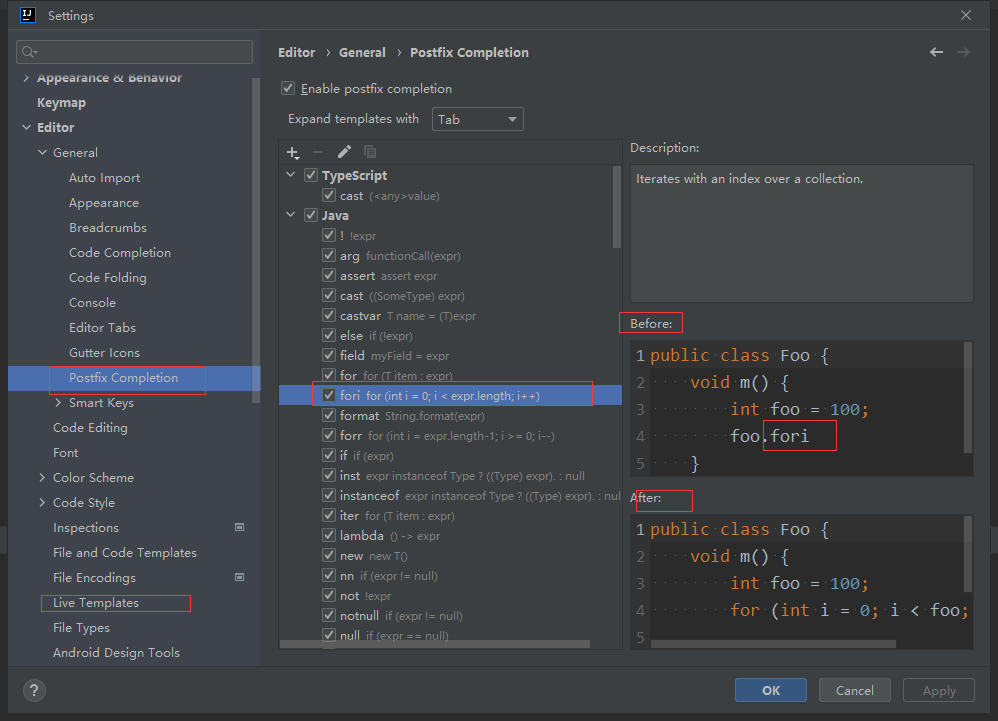 Settings
Editor › General › Postfix Completion
Appearance & Behavior
Keymap
Editor
General
Auto Import
Appearance
Breadcrumbs
Code Completion
Code Folding
Console
Editor Tabs
Gutter Icons
Postfix Completion
Smart Keys
Code Editing
Font
Color Scheme
Code Style
Inspections
File and Code Templates
File Encodings
Live Templates
File Types
Android Design Tools
Enable postfix completion
Expand templates with Tab
TypeScript
cast (<any>value)
Java
! !expr
arg functionCall(expr)
assert assert expr
cast ((SomeType) expr)
castvar T name = (T)expr
else if (!expr)
field myField = expr
for for (T item : expr)
fori for (int i = 0; i < expr.length; i++)
format String.format(expr)
forr for (int i = expr.length-1; i >= 0; i--)
if if (expr)
inst expr instanceof Type ? ((Type) expr). : null
instanceof expr instanceof Type ? ((Type) expr). : nul
iter for (T item : expr)
lambda () -> expr
new new T()
nn if (expr != null)
not !expr
notnull if (expr != null)
null if (expr == null)
Description:
Iterates with an index over a collection.
Before:
1 public class Foo {
2 void m() {
3 int foo = 100;
4 foo.fori
5 }
After:
1 public class Foo {
2 void m() {
3 int foo = 100;
4 for (int i = 0; i < foo;
5
?
OK
Cancel
Apply